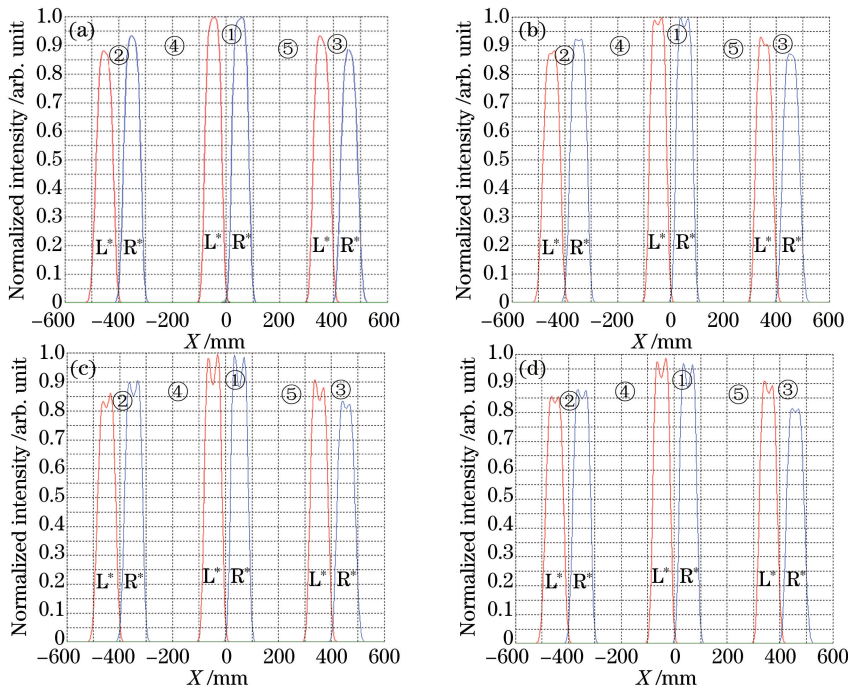 (a)
Normalized intensity /arb. unit
1.0
0.9
0.8
0.7
0.6
0.5
0.4
0.3
0.2
0.1
0
② ④ ① ⑤ ③
L* R* L* R* L* R*
−600 −400 −200 0 200 400 600
X /mm
(b)
Normalized intensity /arb. unit
1.0
0.9
0.8
0.7
0.6
0.5
0.4
0.3
0.2
0.1
0
② ④ ① ⑤ ③
L* R* L* R* L* R*
−600 −400 −200 0 200 400 600
X /mm
(c)
Normalized intensity /arb. unit
1.0
0.9
0.8
0.7
0.6
0.5
0.4
0.3
0.2
0.1
0
② ④ ① ⑤ ③
L* R* L* R* L* R*
−600 −400 −200 0 200 400 600
X /mm
(d)
Normalized intensity /arb. unit
1.0
0.9
0.8
0.7
0.6
0.5
0.4
0.3
0.2
0.1
0
② ④ ① ⑤ ③
L* R* L* R* L* R*
−600 −400 −200 0 200 400 600
X /mm